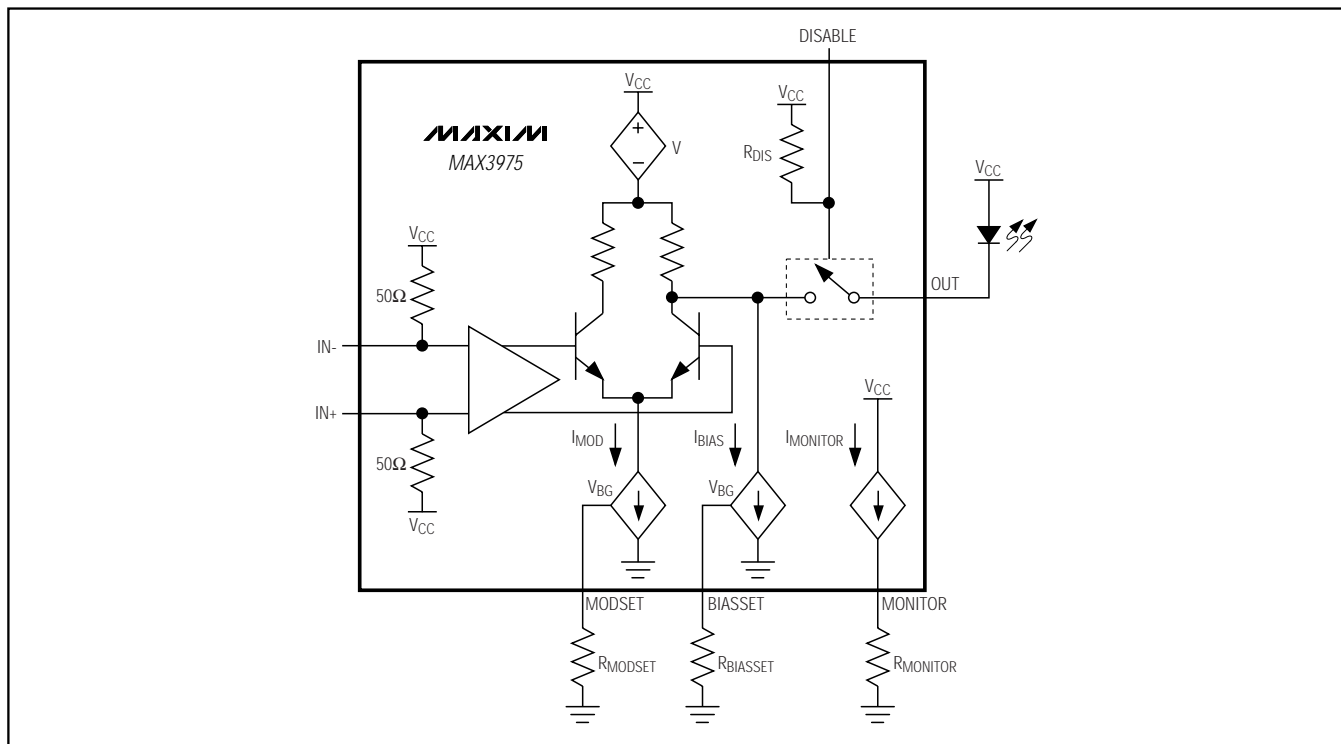 DISABLE
VCC
VCC
+
V
−
MAXIM
MAX3975
RDIS
VCC
VCC
50Ω
OUT
IN-
IN+
VCC
50Ω
IMOD
IBIAS
IMONITOR
VBG
VBG
VCC
MODSET
BIASSET
MONITOR
RMODSET
RBIASSET
RMONITOR